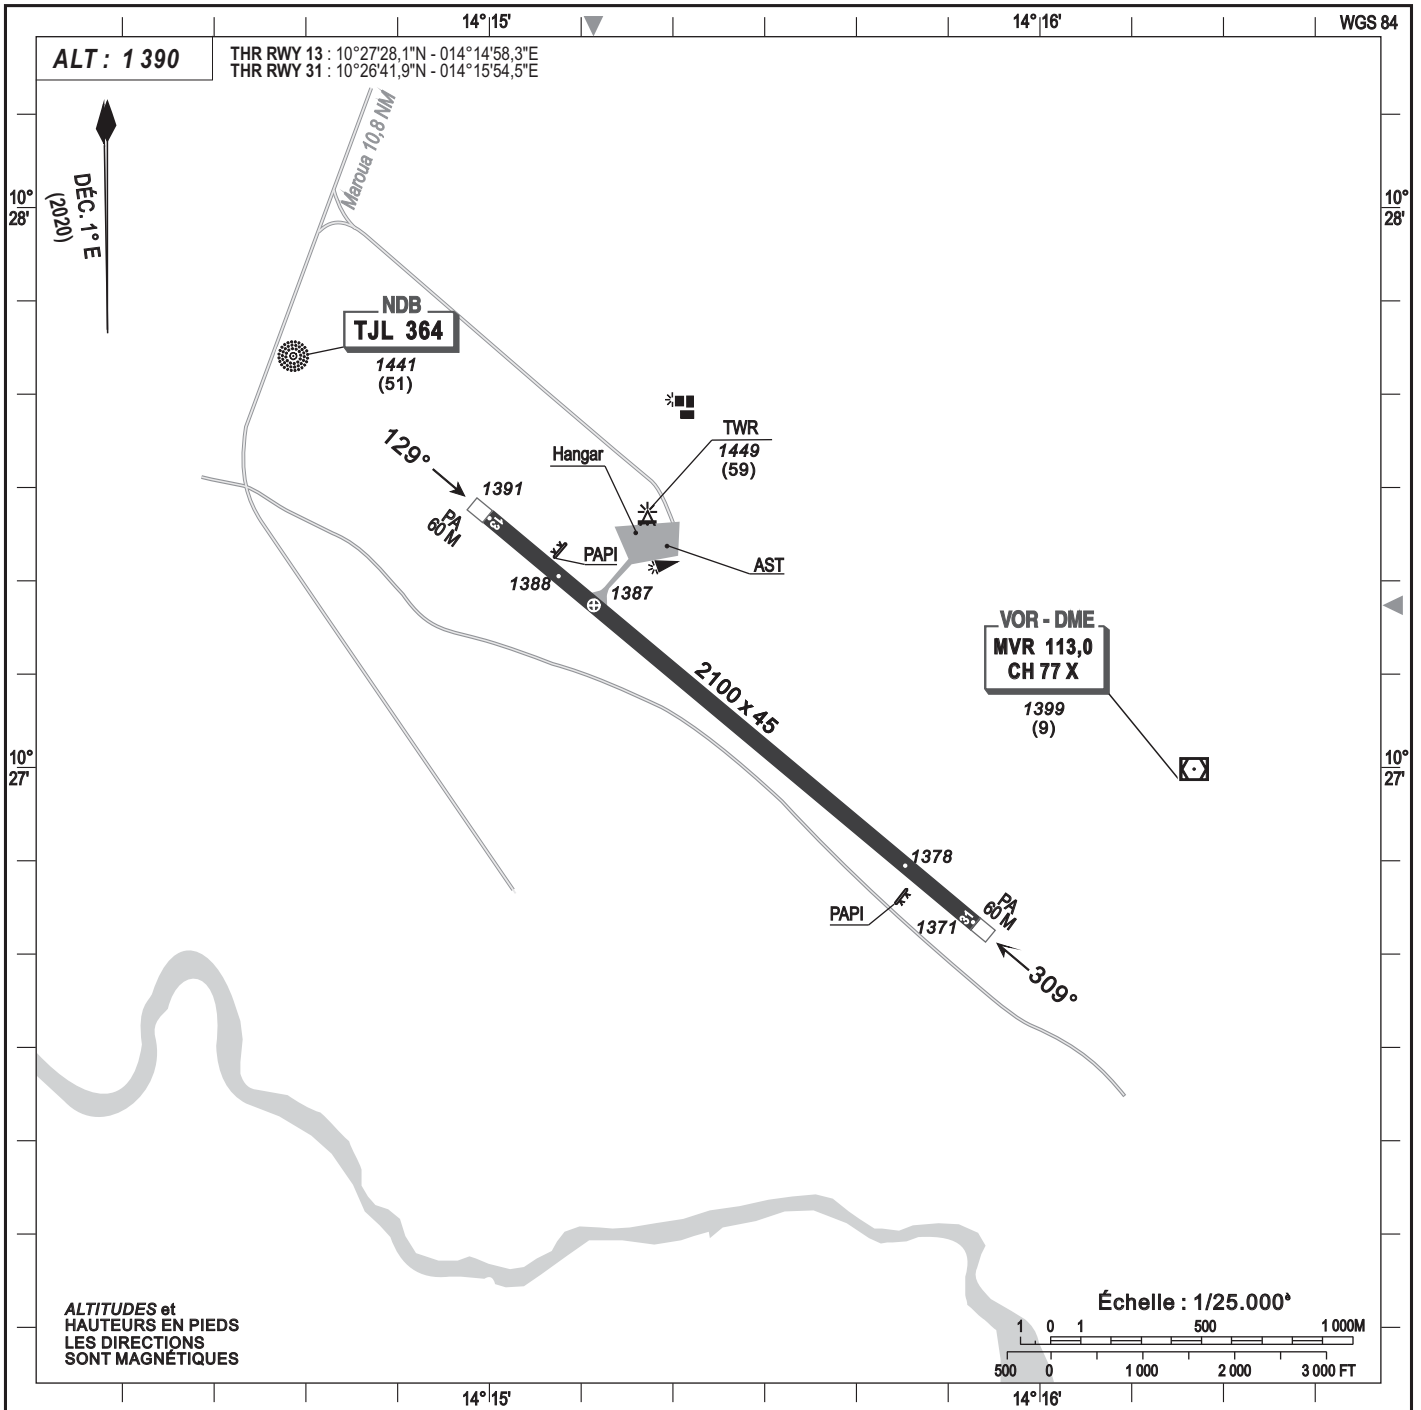 14°15'
14°16'
WGS 84
ALT : 1 390
THR RWY 13 : 10°27'28,1"N - 014°14'58,3"E
THR RWY 31 : 10°26'41,9"N - 014°15'54,5"E
Maroua 10,8 NM
DÉC. 1° E
(2020)
10°
28'
10°
28'
NDB
TJL 364
1441
(51)
TWR
1449
(59)
Hangar
129°
1391
PA
60 M
13
PAPI
AST
1388
1387
VOR - DME
MVR 113,0
CH 77 X
1399
(9)
2100 x 45
10°
27'
10°
27'
1378
PAPI
1371
31
PA
60 M
309°
ALTITUDES et
HAUTEURS EN PIEDS
LES DIRECTIONS
SONT MAGNÉTIQUES
Échelle : 1/25.000è
1 0 1 500 1 000M
500 0 1 000 2 000 3 000 FT
14°15'
14°16'